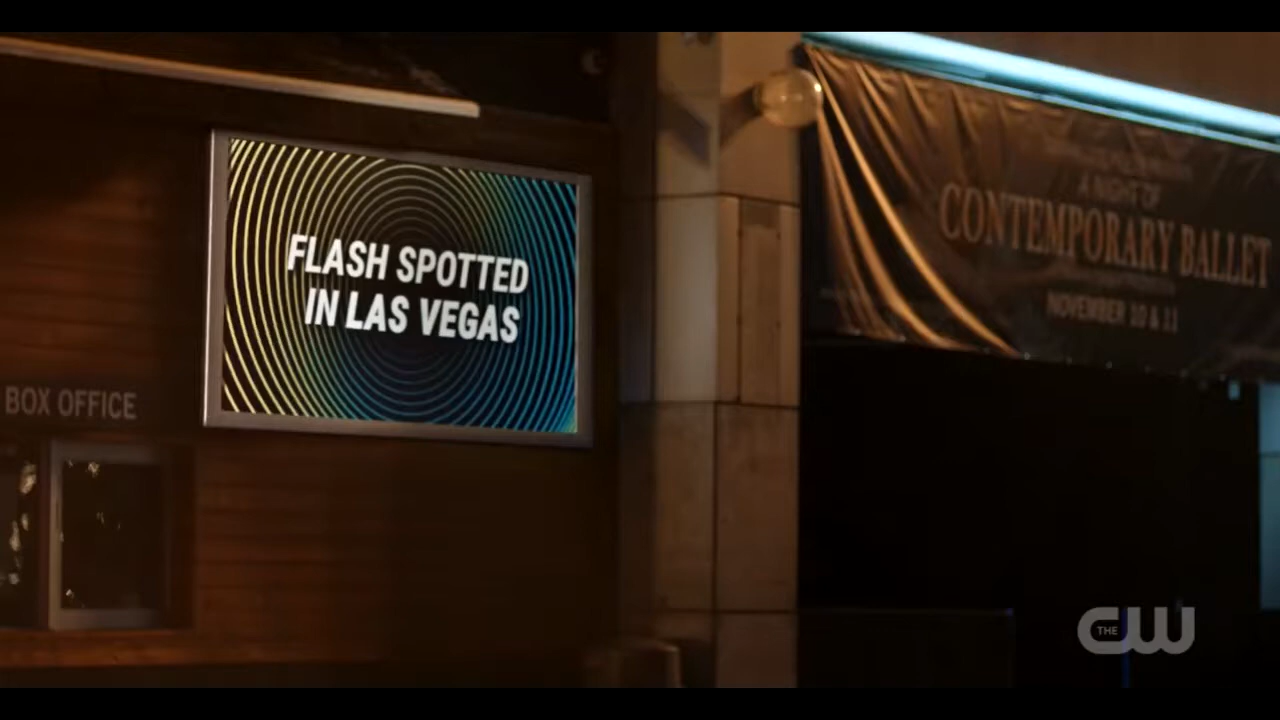 FLASH SPOTTED
IN LAS VEGAS
BOX OFFICE
A NIGHT OF
CONTEMPORARY BALLET
NOVEMBER 10 & 11
THE CW